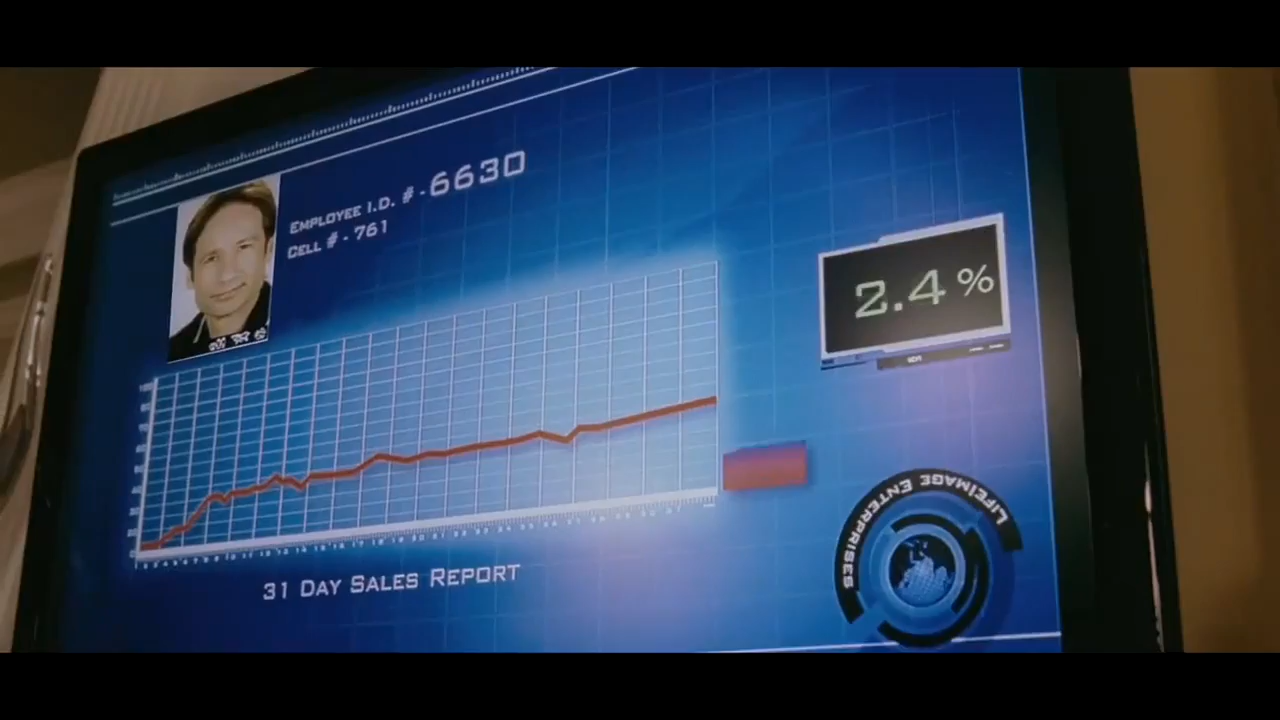 EMPLOYEE I.D. # - 6630
CELL # - 761
2.4 %
31 DAY SALES REPORT
LIFEIMAGE ENTERPRISES